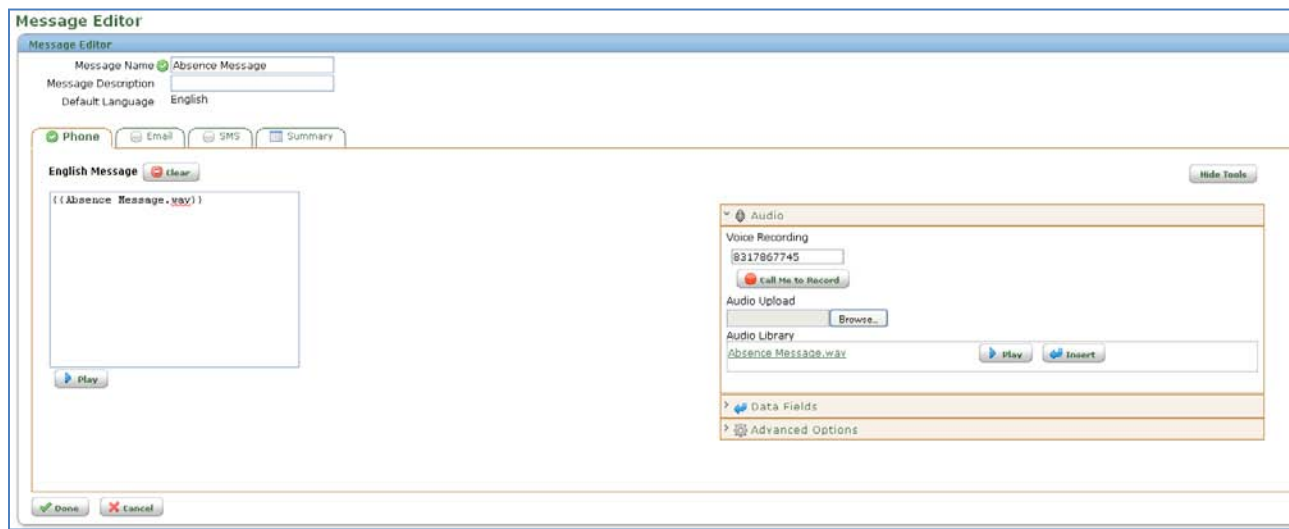 Message Editor
Message Editor
Message Name Absence Message
Message Description
Default Language English
Phone Email SMS Summary
English Message Clear
Hide Tools
((Absence Message.wav))
Audio
Voice Recording
8317867745
Call Me to Record
Audio Upload
Browse...
Audio Library
Absence Message.wav Play Insert
Play
Data Fields
Advanced Options
Done Cancel